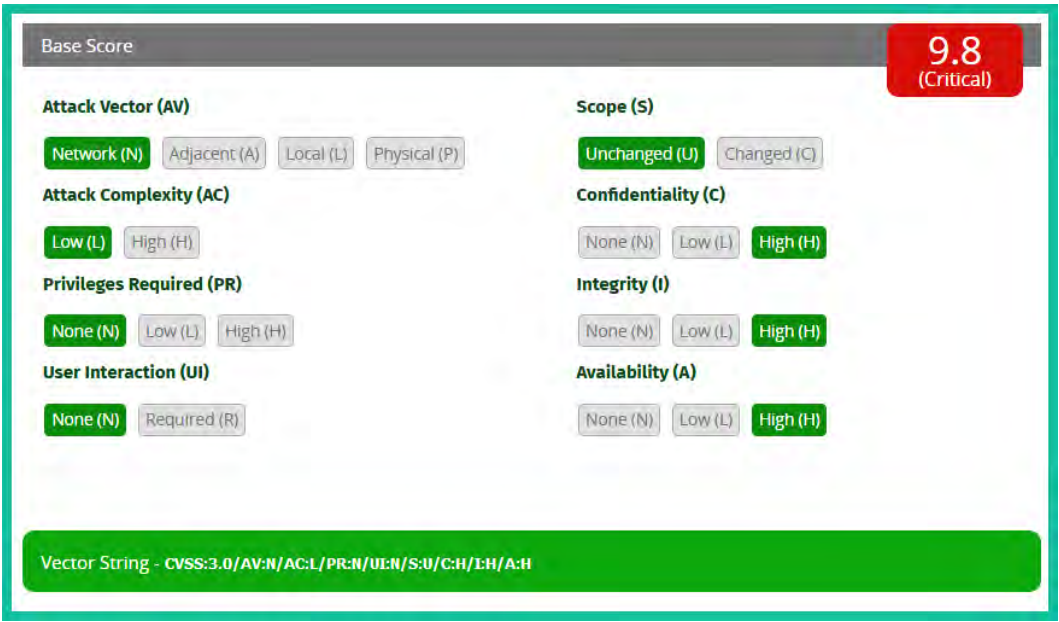 Base Score
9.8
(Critical)
Attack Vector (AV)
Network (N) Adjacent (A) Local (L) Physical (P)
Attack Complexity (AC)
Low (L) High (H)
Privileges Required (PR)
None (N) Low (L) High (H)
User Interaction (UI)
None (N) Required (R)
Scope (S)
Unchanged (U) Changed (C)
Confidentiality (C)
None (N) Low (L) High (H)
Integrity (I)
None (N) Low (L) High (H)
Availability (A)
None (N) Low (L) High (H)
Vector String - CVSS:3.0/AV:N/AC:L/PR:N/UI:N/S:U/C:H/I:H/A:H